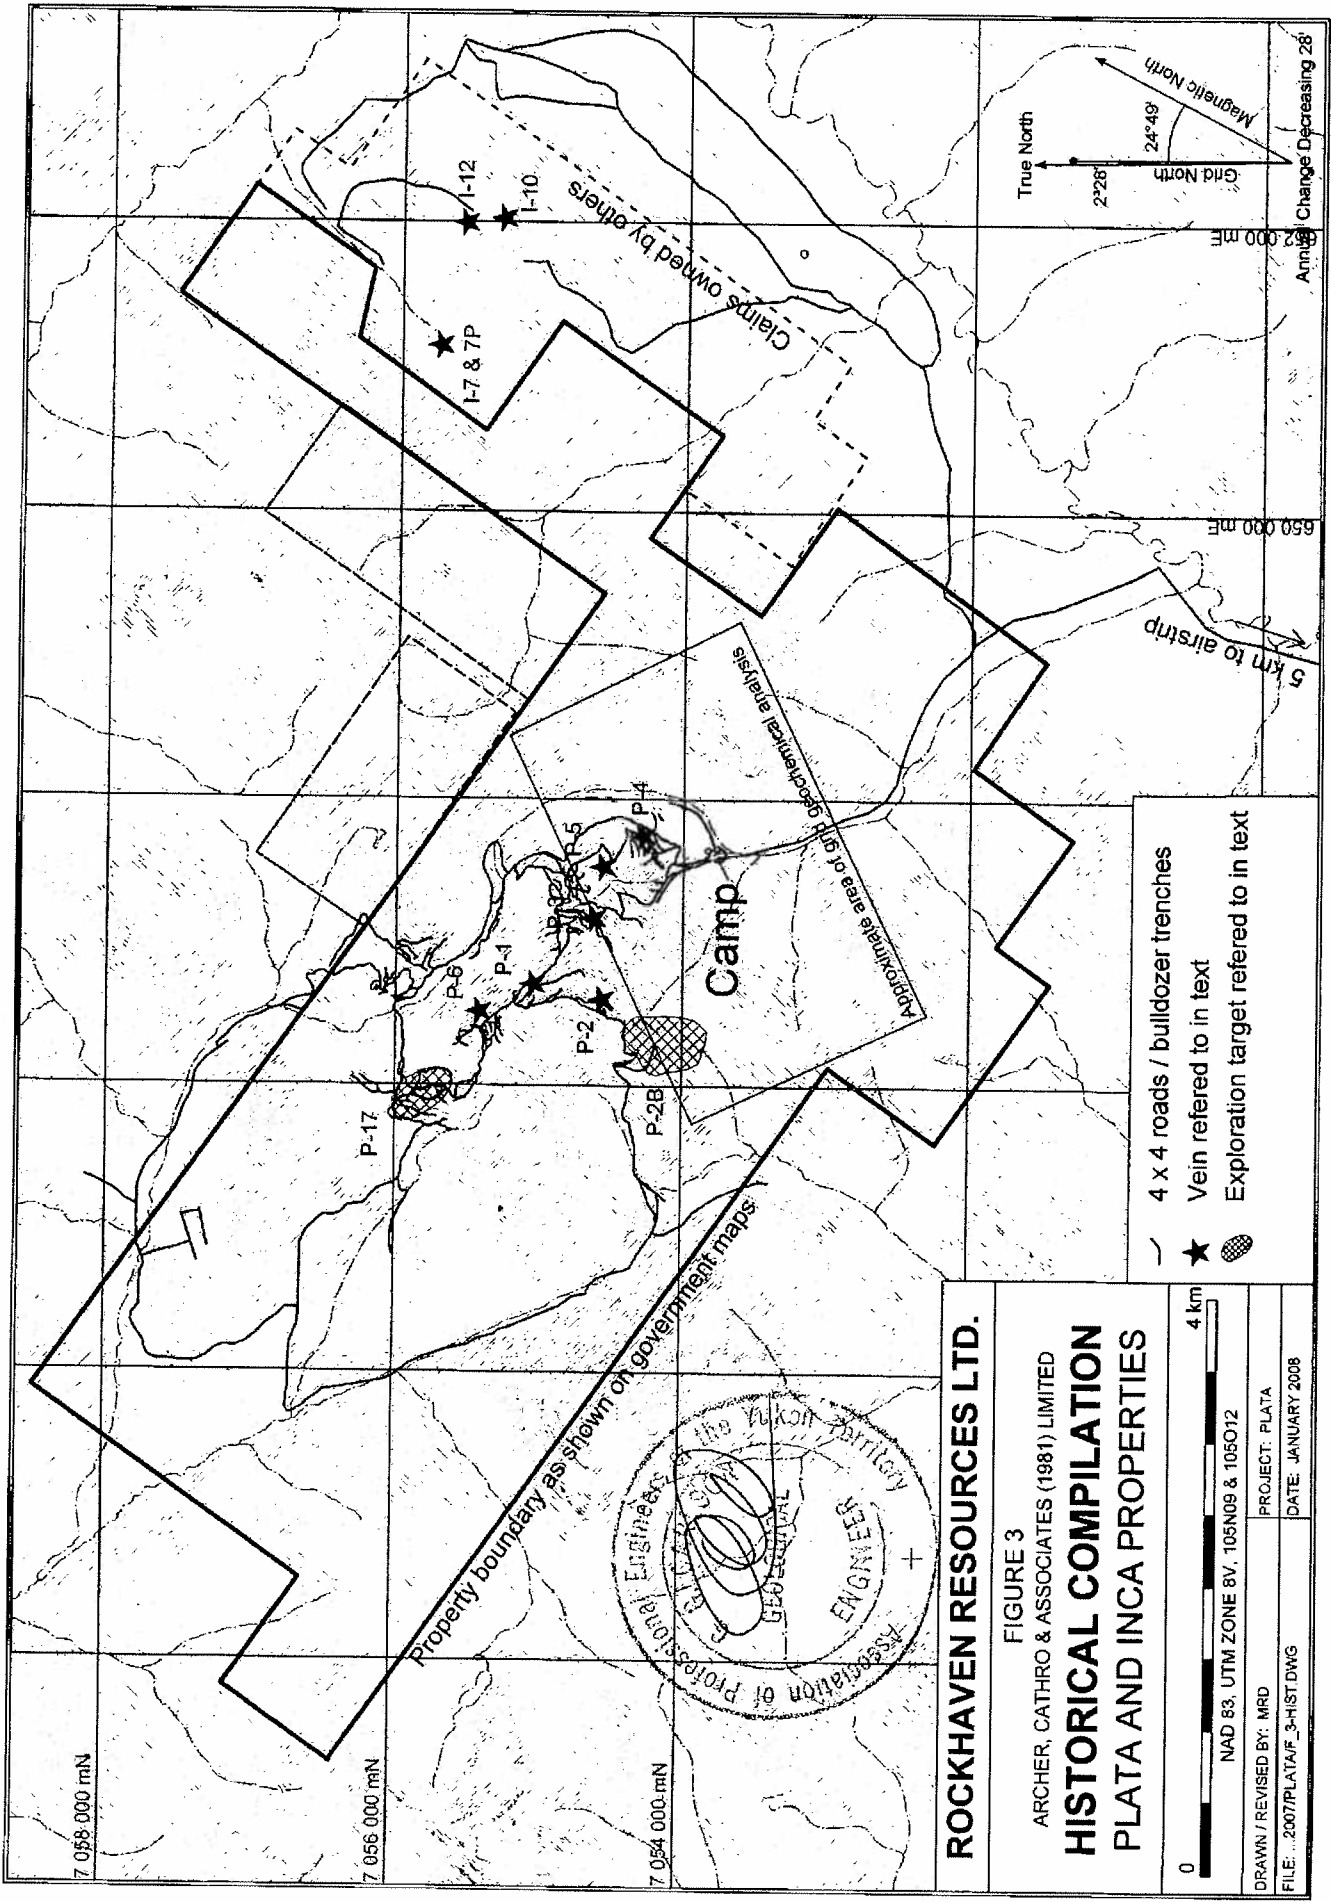 7 058 000 mN
7 056 000 mN
7 054 000 mN
650 000 mE
652 000 mE
I-12
I-10
I-7 & 7P
Claims owned by others
P-17
P-6
P-1
P-5
P-4
P-2
P-2B
Camp
Approximate area of grid geochemical analysis
Property boundary as shown on government maps
5 km to airstrip
True North
Grid North
Magnetic North
2°28'
24°49'
Annual Change Decreasing 28'
4 x 4 roads / bulldozer trenches
Vein refered to in text
Exploration target refered to in text
Association of Professional Engineers of the Yukon Territory
GEOLOGICAL
ENGINEER
ROCKHAVEN RESOURCES LTD.
FIGURE 3
ARCHER, CATHRO & ASSOCIATES (1981) LIMITED
HISTORICAL COMPILATION
PLATA AND INCA PROPERTIES
0 4 km
NAD 83, UTM ZONE 8V, 105N09 & 105O12
DRAWN / REVISED BY: MRD
PROJECT: PLATA
FILE: ...2007/PLATA/F_3-HIST.DWG
DATE: JANUARY 2008